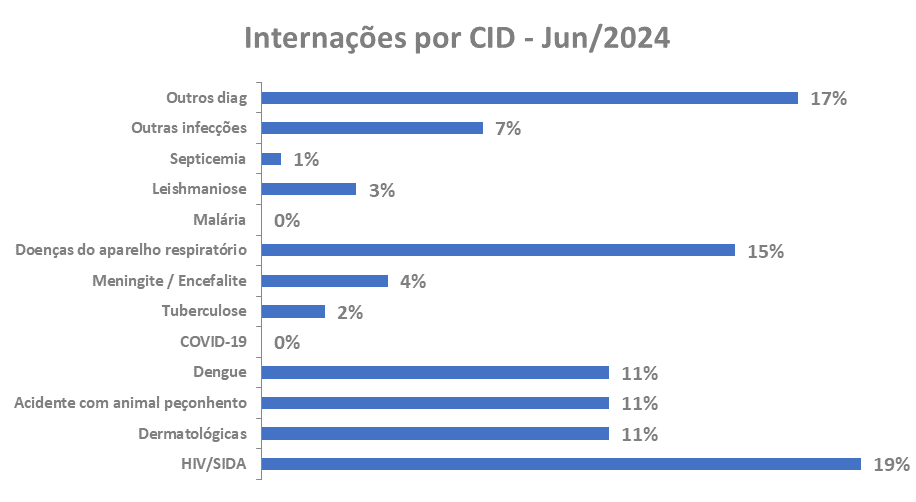 Internações por CID - Jun/2024
Outros diag 17%
Outras infecções 7%
Septicemia 1%
Leishmaniose 3%
Malária 0%
Doenças do aparelho respiratório 15%
Meningite / Encefalite 4%
Tuberculose 2%
COVID-19 0%
Dengue 11%
Acidente com animal peçonhento 11%
Dermatológicas 11%
HIV/SIDA 19%